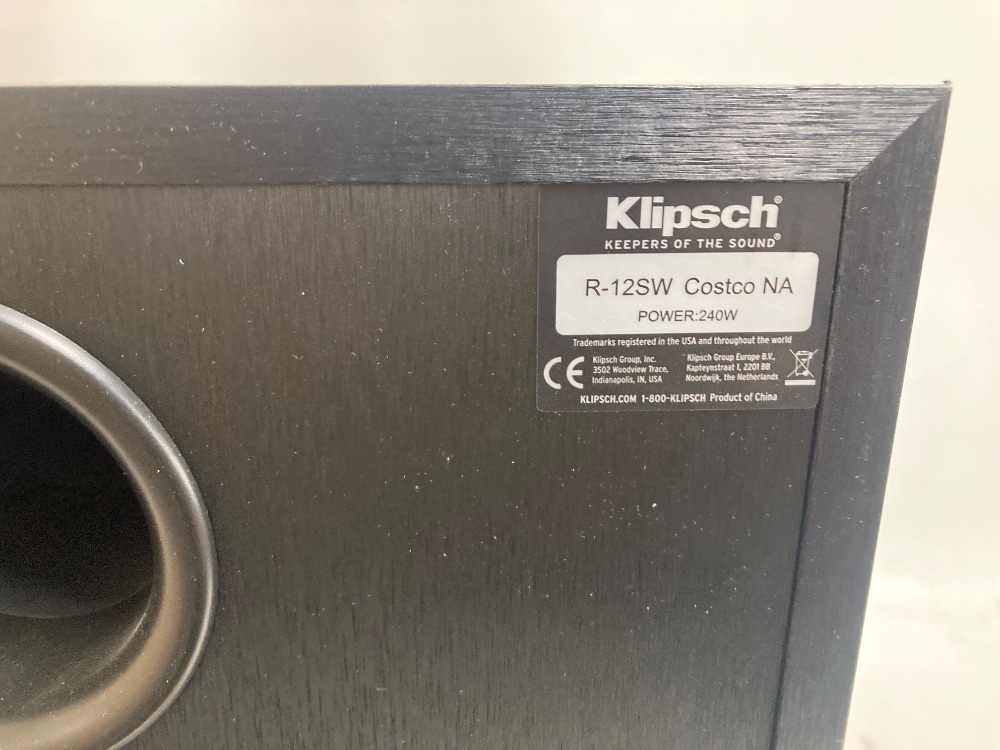 Klipsch®
KEEPERS OF THE SOUND®
R-12SW Costco NA
POWER:240W
Trademarks registered in the USA and throughout the world
CE
Klipsch Group, Inc.
3502 Woodview Trace,
Indianapolis, IN, USA
Klipsch Group Europe B.V.,
Kapteynstraat 1, 2201 BB
Noordwijk, the Netherlands
KLIPSCH.COM 1-800-KLIPSCH Product of China